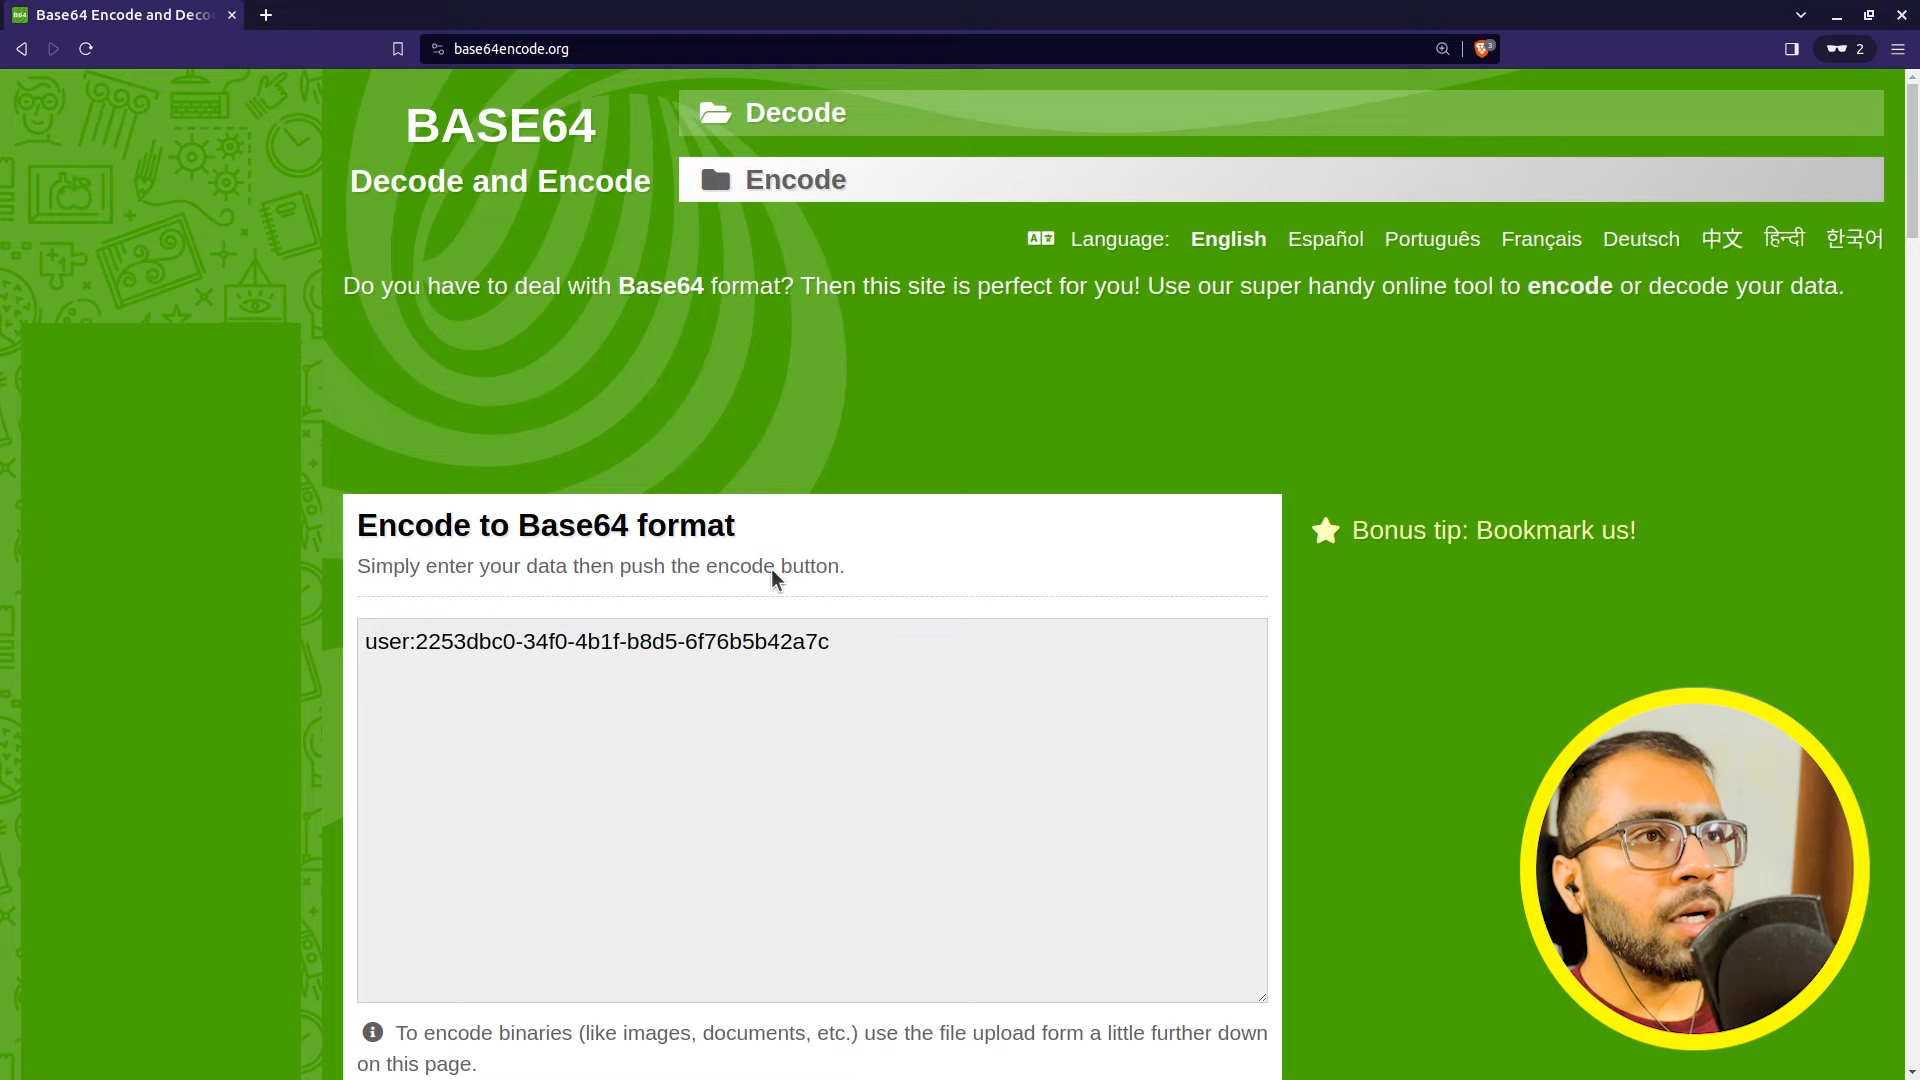 B64 Base64 Encode and Deco
base64encode.org
3
2
BASE64
Decode and Encode
Decode
Encode
Language: English Español Português Français Deutsch 中文 हिन्दी 한국어
Do you have to deal with Base64 format? Then this site is perfect for you! Use our super handy online tool to encode or decode your data.
Encode to Base64 format
Simply enter your data then push the encode button.
Bonus tip: Bookmark us!
user:2253dbc0-34f0-4b1f-b8d5-6f76b5b42a7c
To encode binaries (like images, documents, etc.) use the file upload form a little further down
on this page.